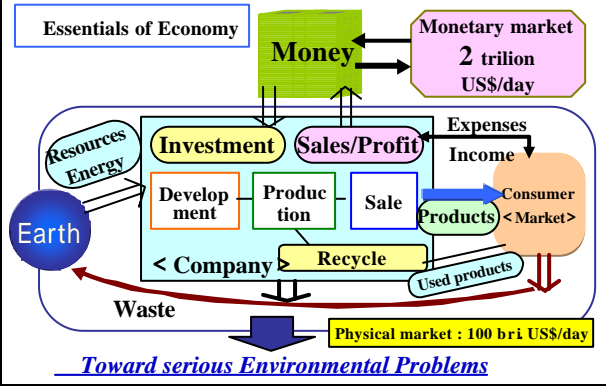 Essentials of Economy
Money
Monetary market
2 trilion
US$/day
Resources
Energy
Investment
Sales/Profit
Expenses
Income
Develop
ment
Produc
tion
Sale
Products
Consumer
<Market>
Earth
<Company>
Recycle
Used products
Waste
Physical market : 100 bri. US$/day
Toward serious Environmental Problems